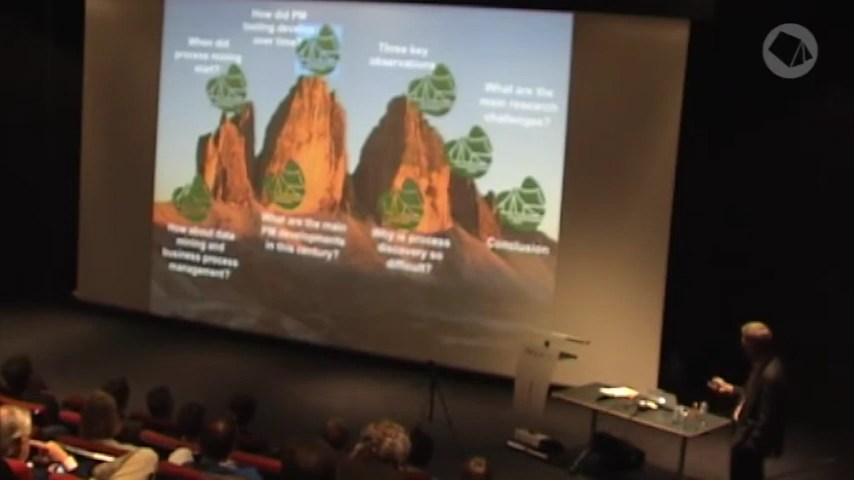 How did PM
tooling develop
over time?
When did
process mining
start?
Three key
observations
What are the
main research
challenges?
How about data
mining and
business process
management?
What are the main
PM developments
in this century?
Why is process
discovery so
difficult?
Conclusion